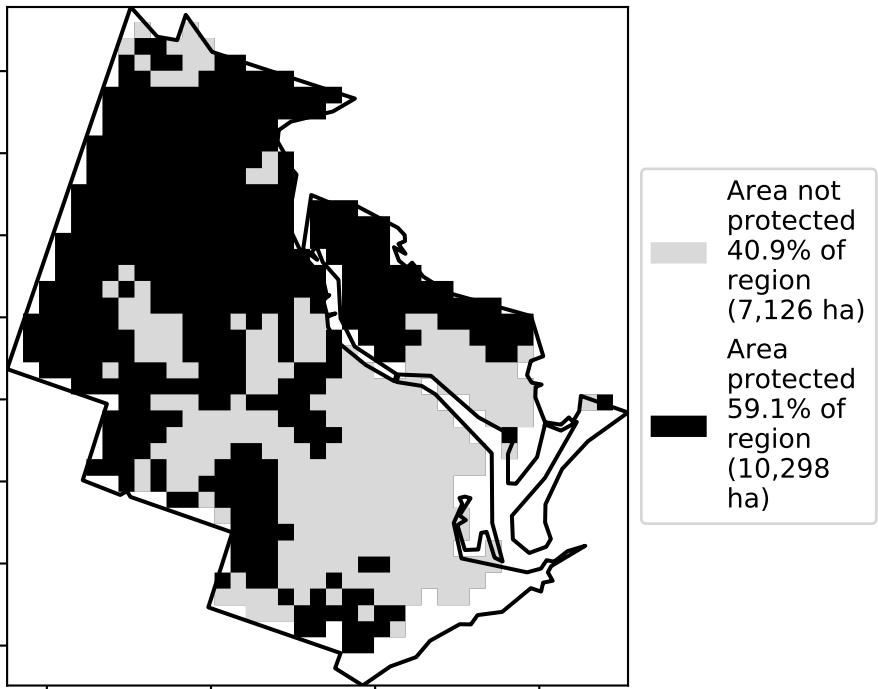 Area not
protected
40.9% of
region
(7,126 ha)
Area
protected
59.1% of
region
(10,298
ha)